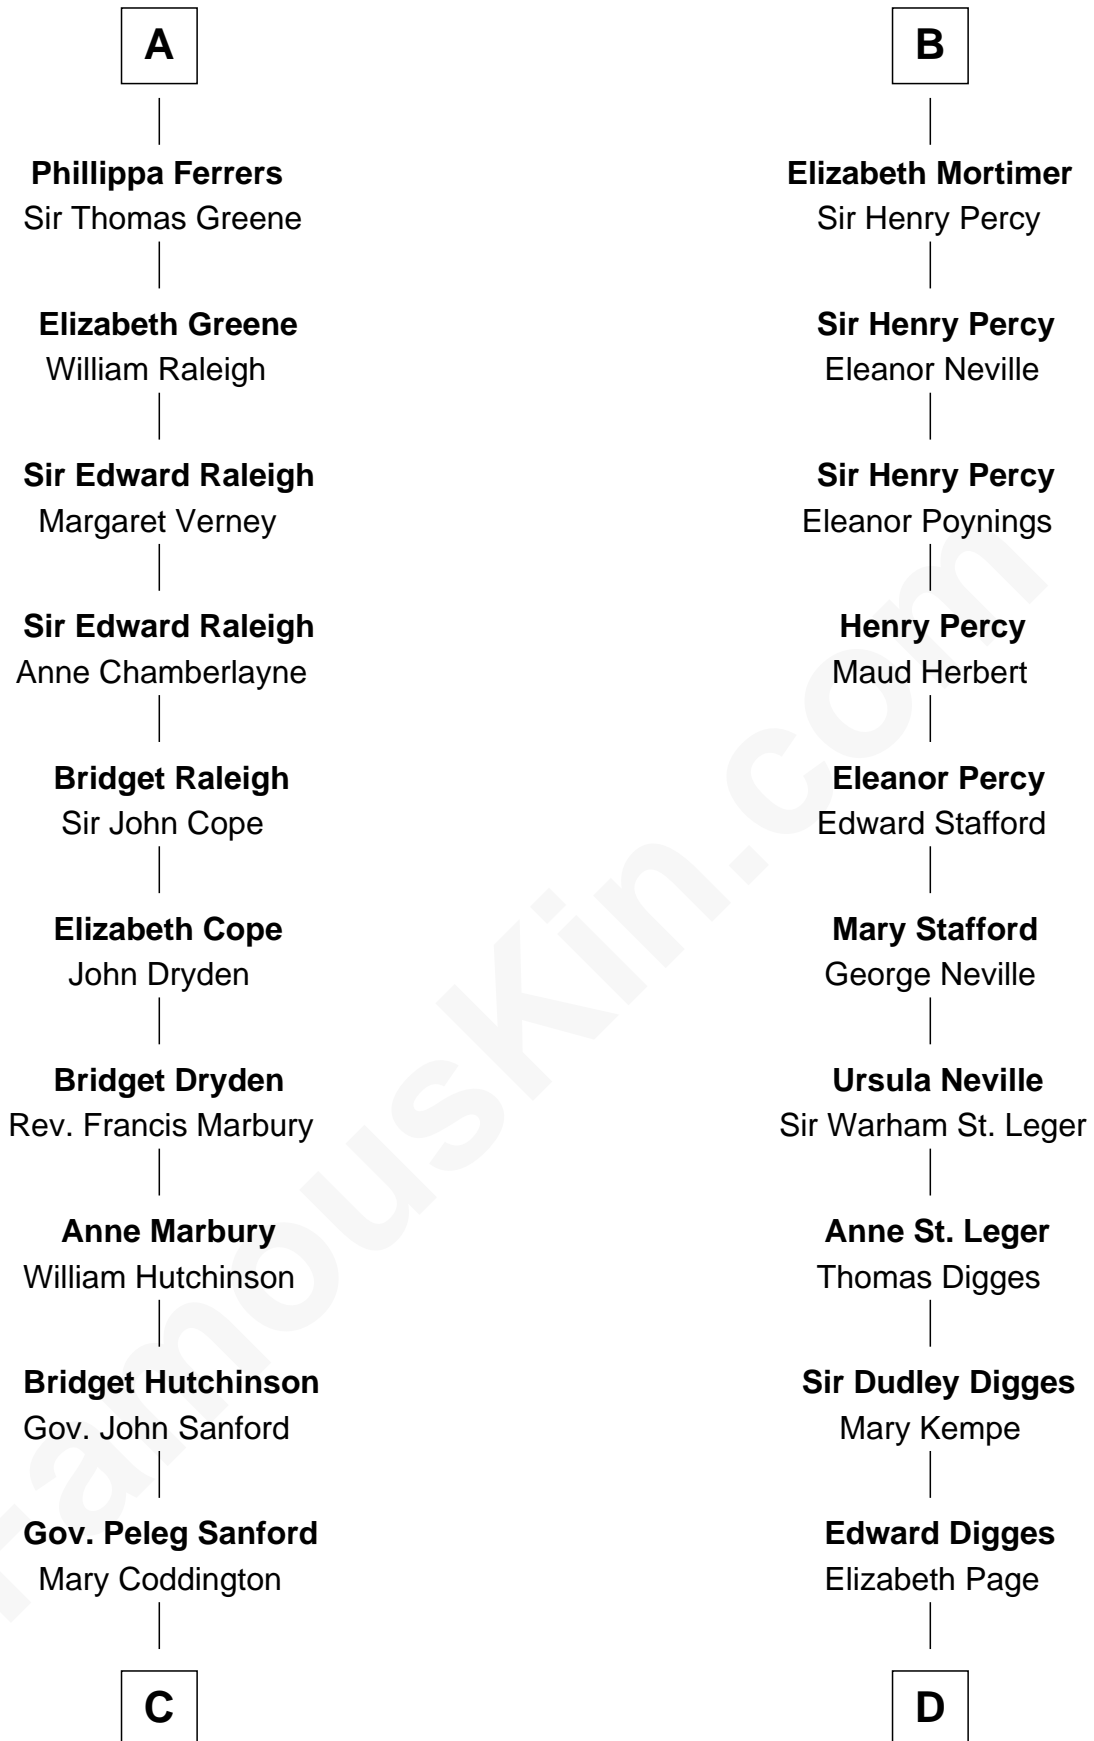 A
Phillippa Ferrers
Sir Thomas Greene
Elizabeth Greene
William Raleigh
Sir Edward Raleigh
Margaret Verney
Sir Edward Raleigh
Anne Chamberlayne
Bridget Raleigh
Sir John Cope
Elizabeth Cope
John Dryden
Bridget Dryden
Rev. Francis Marbury
Anne Marbury
William Hutchinson
Bridget Hutchinson
Gov. John Sanford
Gov. Peleg Sanford
Mary Coddington
C
B
Elizabeth Mortimer
Sir Henry Percy
Sir Henry Percy
Eleanor Neville
Sir Henry Percy
Eleanor Poynings
Henry Percy
Maud Herbert
Eleanor Percy
Edward Stafford
Mary Stafford
George Neville
Ursula Neville
Sir Warham St. Leger
Anne St. Leger
Thomas Digges
Sir Dudley Digges
Mary Kempe
Edward Digges
Elizabeth Page
D
FamousKin.com